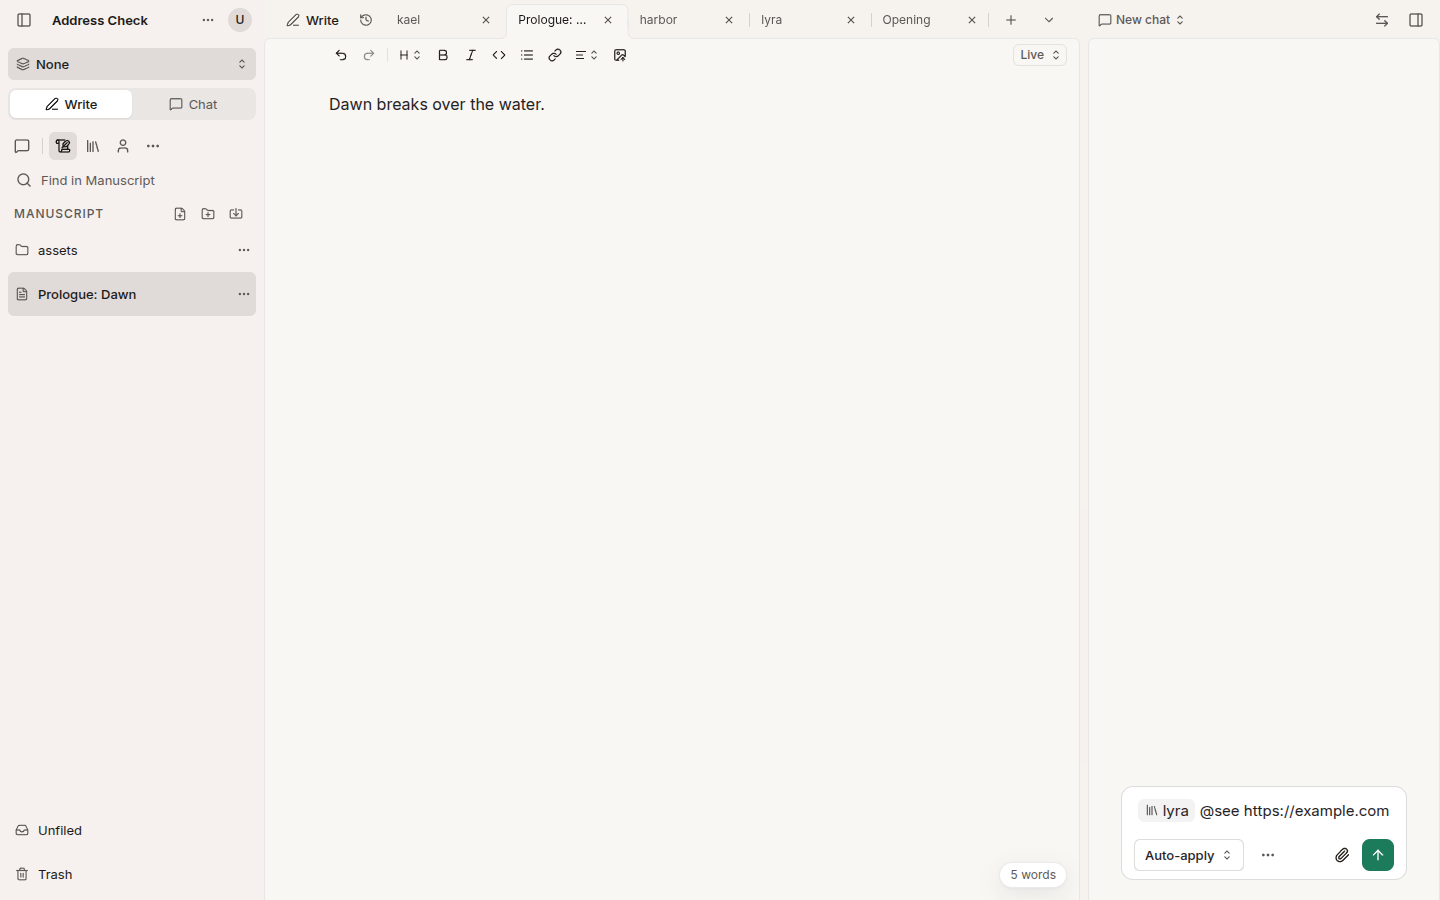 Address Check
U
None
Write
Chat
Find in Manuscript
MANUSCRIPT
assets
Prologue: Dawn
Unfiled
Trash
Write
kael
Prologue: ...
harbor
lyra
Opening
H
B
I
Live
Dawn breaks over the water.
5 words
New chat
lyra @see https://example.com
Auto-apply